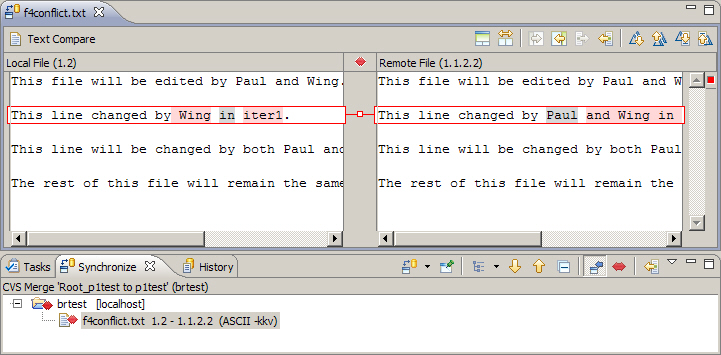 f4conflict.txt
Text Compare
Local File (1.2)
Remote File (1.1.2.2)
This file will be edited by Paul and Wing.
This line changed by Wing in iter1.
This line will be changed by both Paul and
The rest of this file will remain the same
This file will be edited by Paul and W
This line changed by Paul and Wing in
This line will be changed by both Paul
The rest of this file will remain the
Tasks
Synchronize
History
CVS Merge 'Root_p1test to p1test' (brtest)
brtest [localhost]
f4conflict.txt 1.2 - 1.1.2.2 (ASCII -kkv)